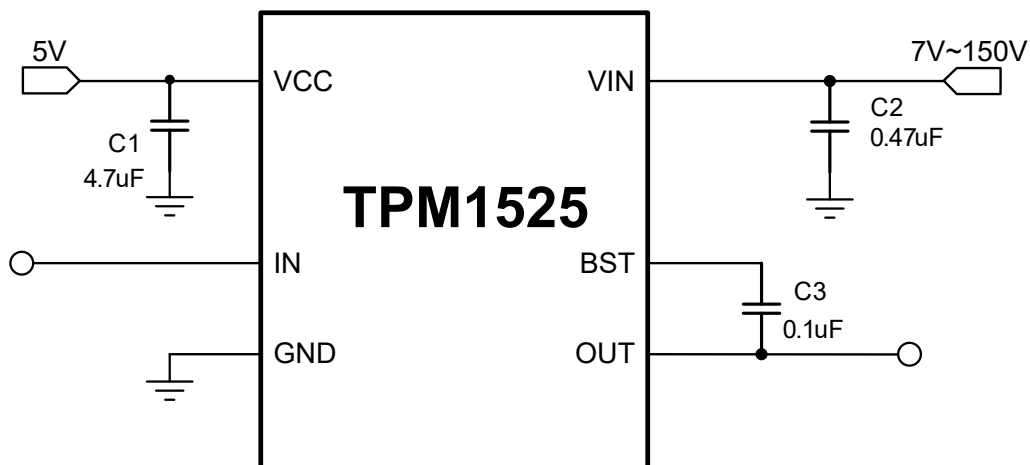 5V
7V~150V
VCC
VIN
C1
4.7uF
C2
0.47uF
TPM1525
IN
BST
C3
0.1uF
GND
OUT